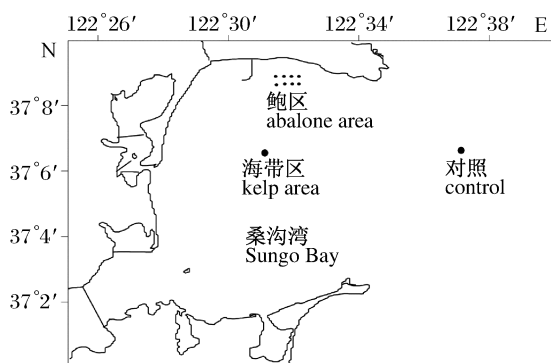 122°26′ 122°30′ 122°34′ 122°38′ E
N
37°8′
鲍区
abalone area
37°6′
海带区
kelp area
对照
control
37°4′
桑沟湾
Sungo Bay
37°2′